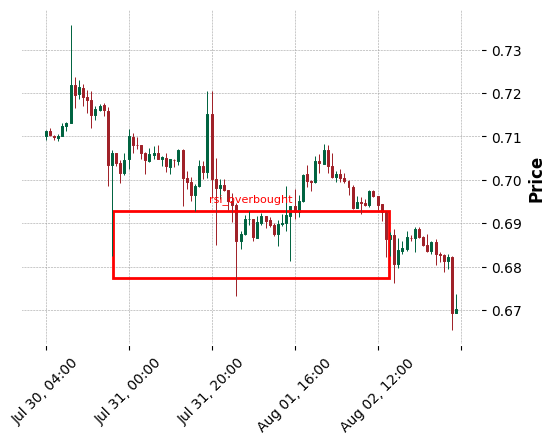 0.73
0.72
0.71
0.70
rsi_overbought
0.69
0.68
0.67
Price
Jul 30, 04:00
Jul 31, 00:00
Jul 31, 20:00
Aug 01, 16:00
Aug 02, 12:00